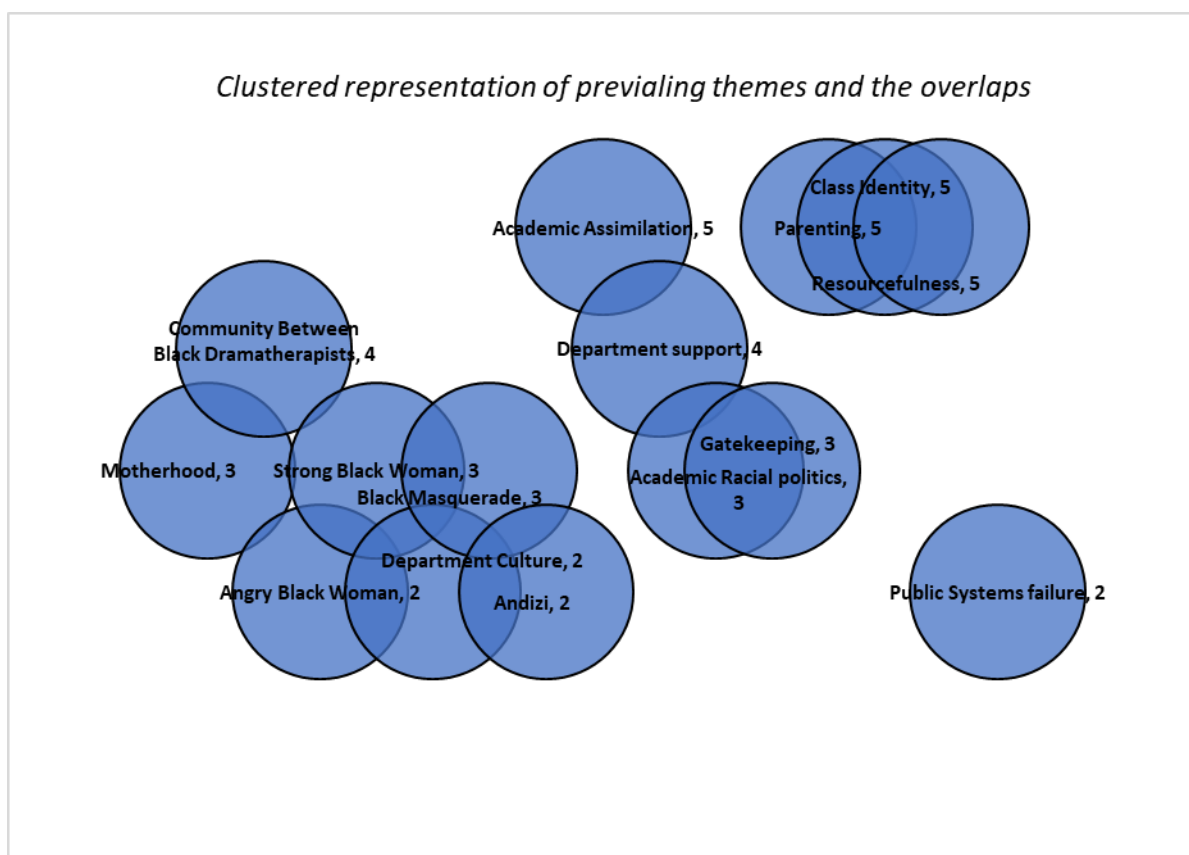 Clustered representation of previaling themes and the overlaps
Academic Assimilation, 5
Class Identity, 5
Parenting, 5
Resourcefulness, 5
Community Between
Black Dramatherapists, 4
Department support, 4
Motherhood, 3
Strong Black Woman, 3
Black Masquerade, 3
Gatekeeping, 3
Academic Racial politics,
3
Angry Black Woman, 2
Department Culture, 2
Andizi, 2
Public Systems failure, 2